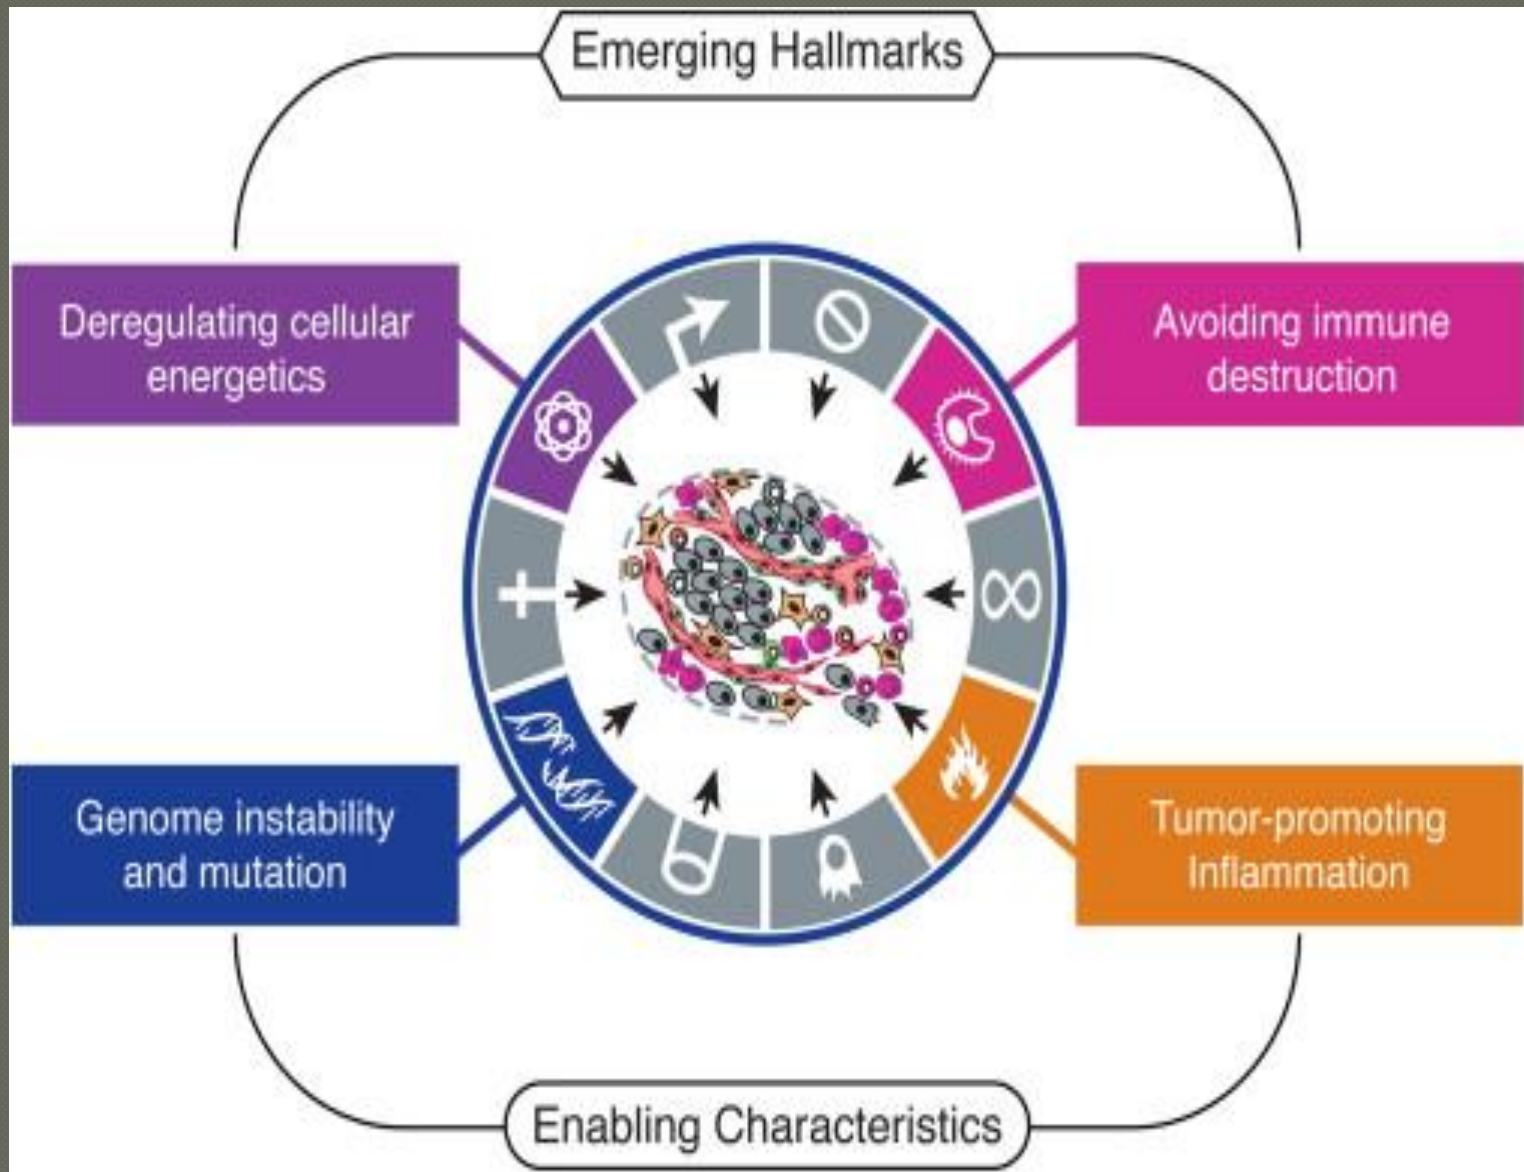 Emerging Hallmarks
Deregulating cellular
energetics
Avoiding immune
destruction
Genome instability
and mutation
Tumor-promoting
Inflammation
Enabling Characteristics